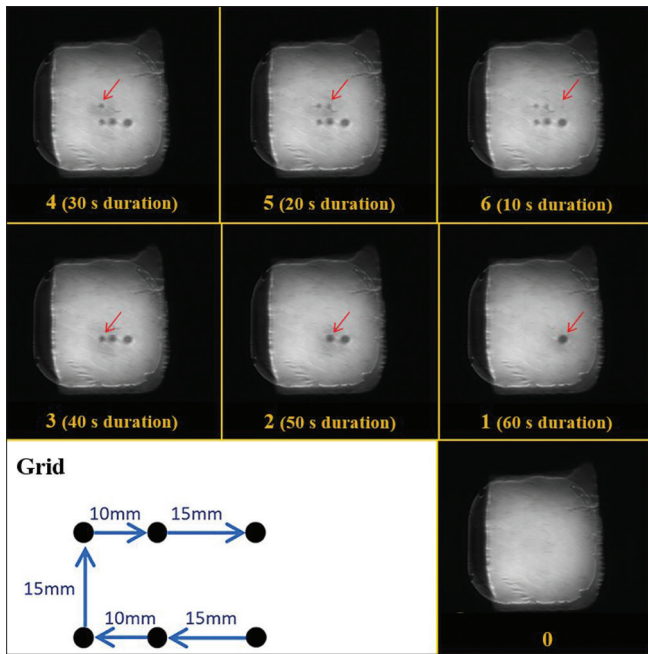 4 (30 s duration)
5 (20 s duration)
6 (10 s duration)
3 (40 s duration)
2 (50 s duration)
1 (60 s duration)
Grid
10mm
15mm
15mm
10mm
15mm
0